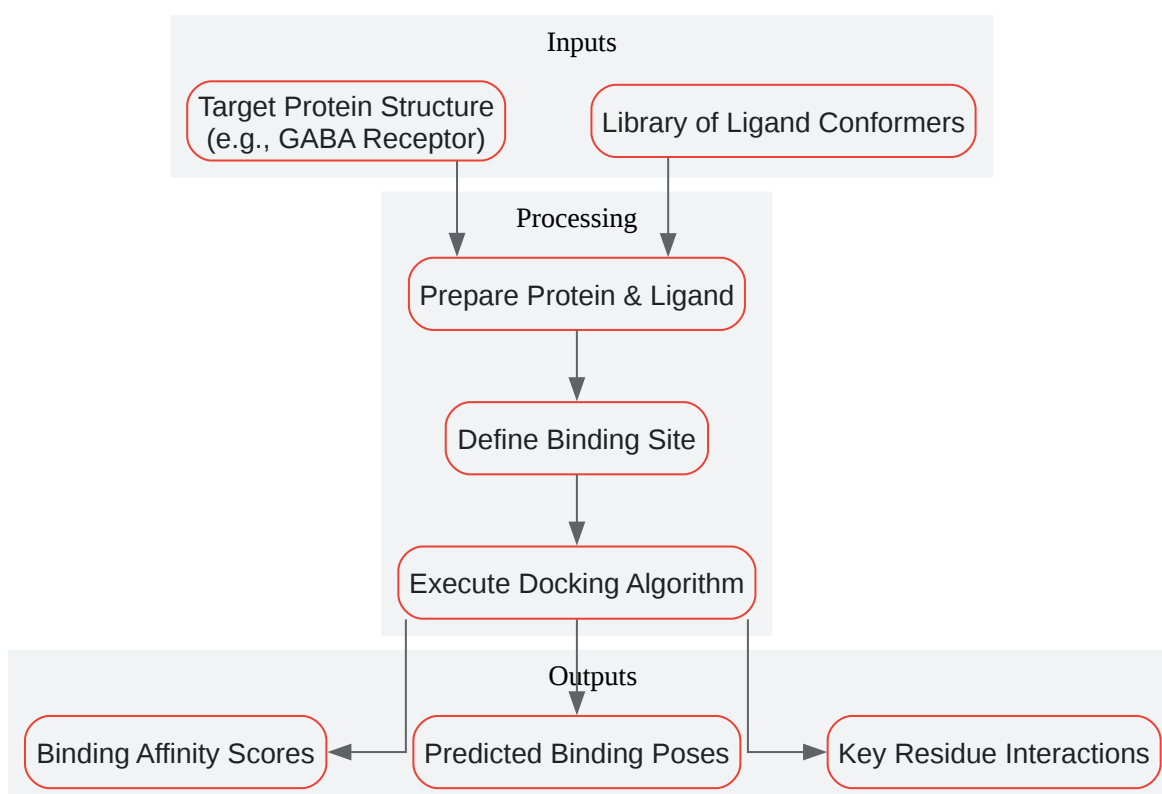 Inputs
Target Protein Structure
(e.g., GABA Receptor)
Library of Ligand Conformers
Processing
Prepare Protein & Ligand
Define Binding Site
Execute Docking Algorithm
Outputs
Binding Affinity Scores
Predicted Binding Poses
Key Residue Interactions